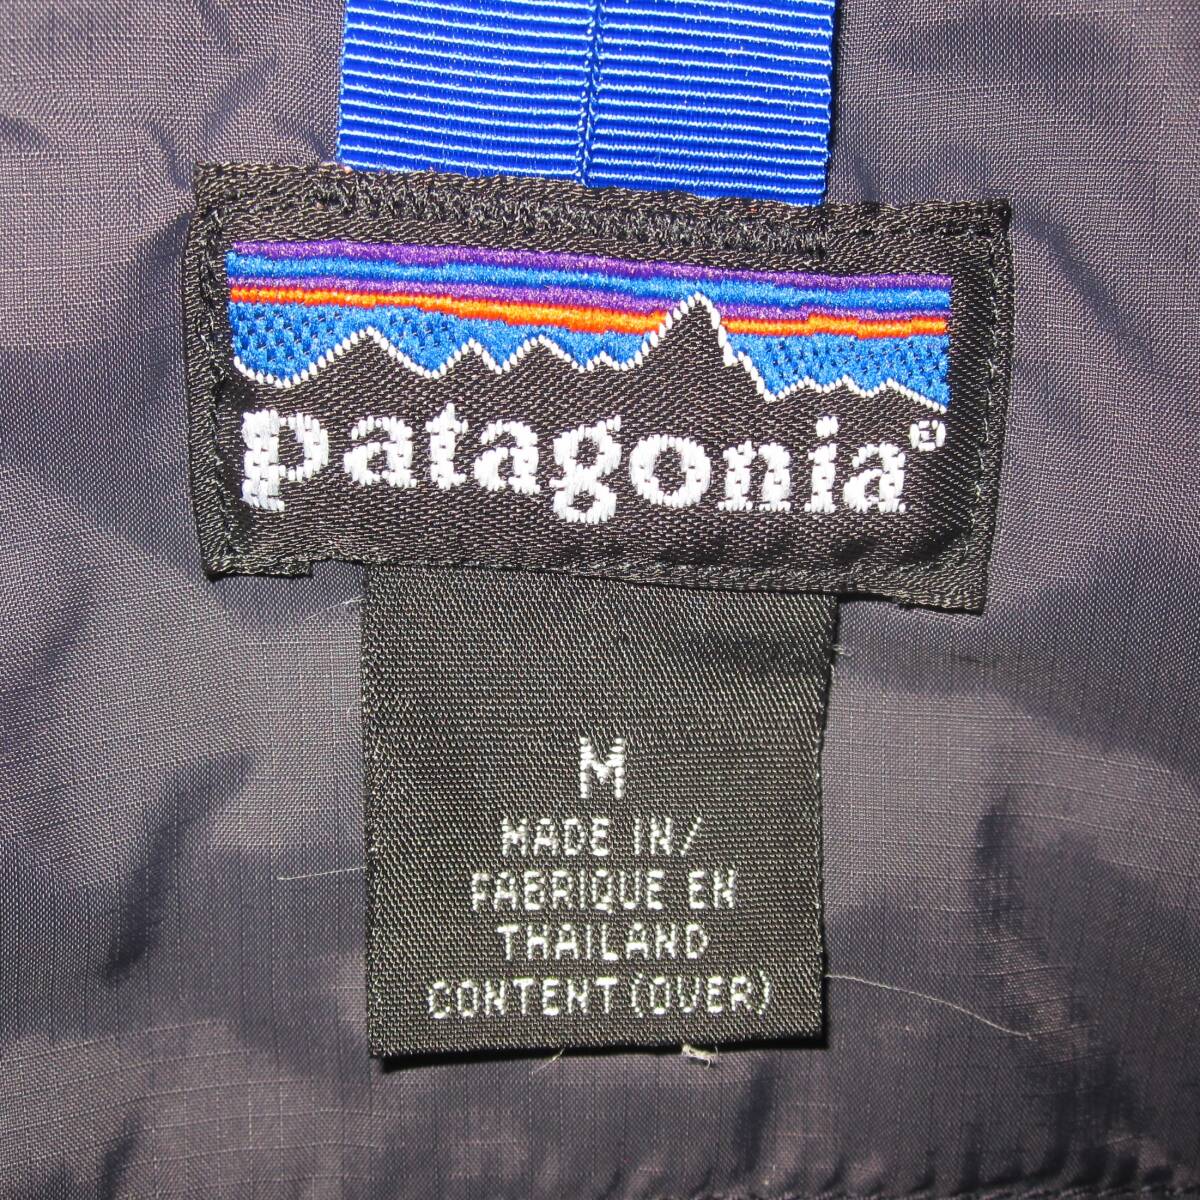 patagonia®
M
MADE IN/
FABRIQUE EN
THAILAND
CONTENT (OVER)